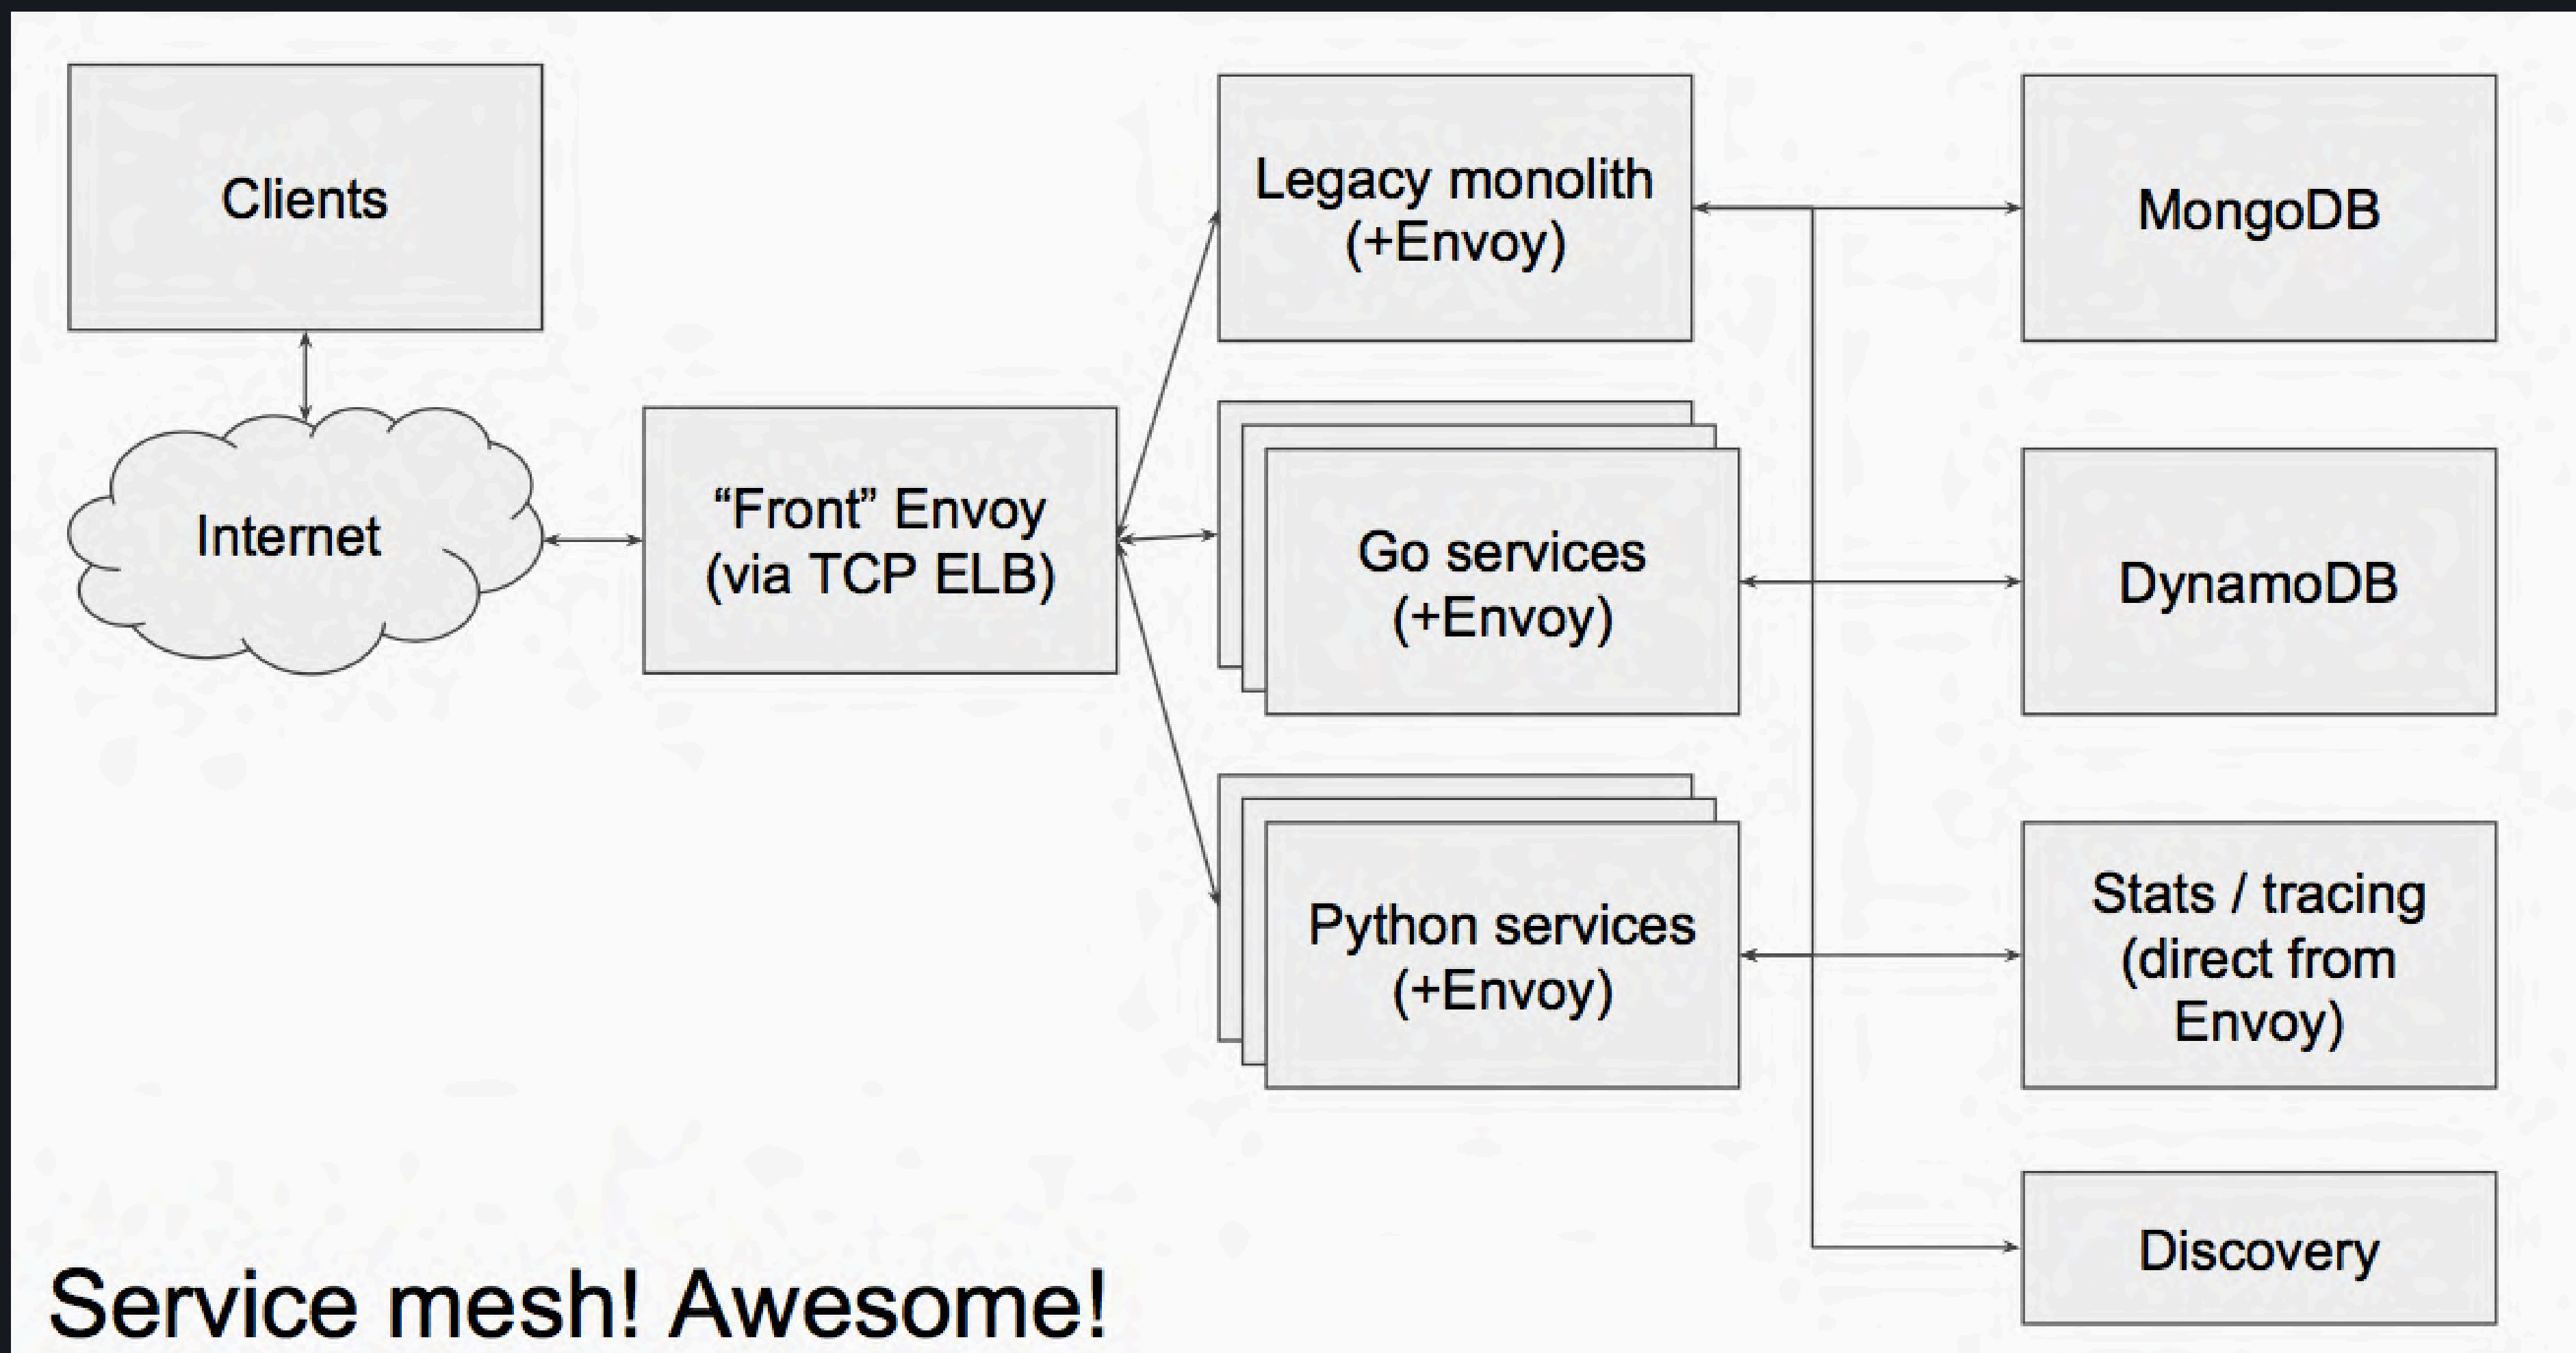 Clients
Internet
“Front” Envoy
(via TCP ELB)
Legacy monolith
(+Envoy)
Go services
(+Envoy)
Python services
(+Envoy)
MongoDB
DynamoDB
Stats / tracing
(direct from
Envoy)
Discovery
Service mesh! Awesome!